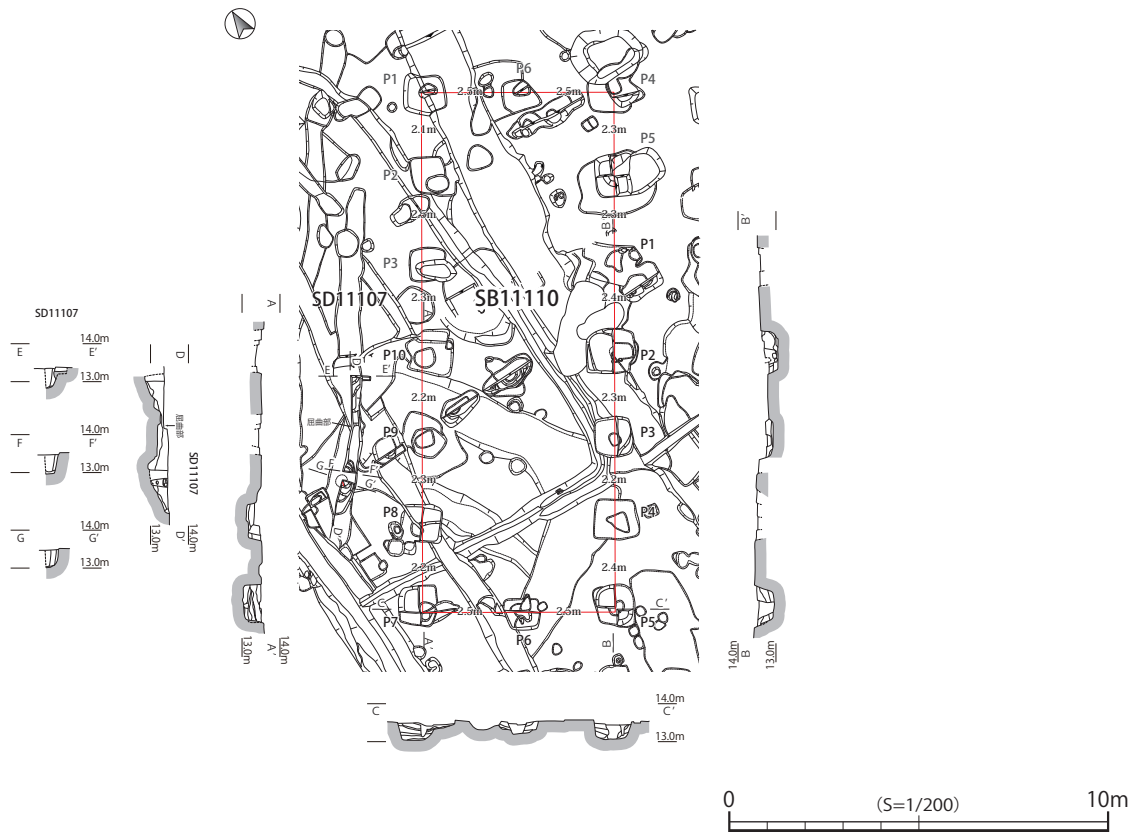 P1
P6
P4
2.5m
2.5m
2.1m
2.3m
P5
P2
2.5m
2.3m
B'
P1
P3
SD11107
2.3m
SB11110
2.4m
P10
D
E
E'
P2
2.2m
2.3m
屈曲部
P9
P3
G
F
F'
G'
2.3m
2.2m
P8
P4
D'
2.2m
2.4m
C
C'
P7
2.5m
P6
2.5m
P5
A'
B
SD11107
14.0m
E
E'
13.0m
14.0m
F
F'
13.0m
14.0m
G
G'
13.0m
D
屈曲部
SD11107
13.0m
14.0m
D'
A
13.0m
14.0m
A'
B'
14.0m
13.0m
B
14.0m
C
C'
13.0m
0
(S=1/200)
10m